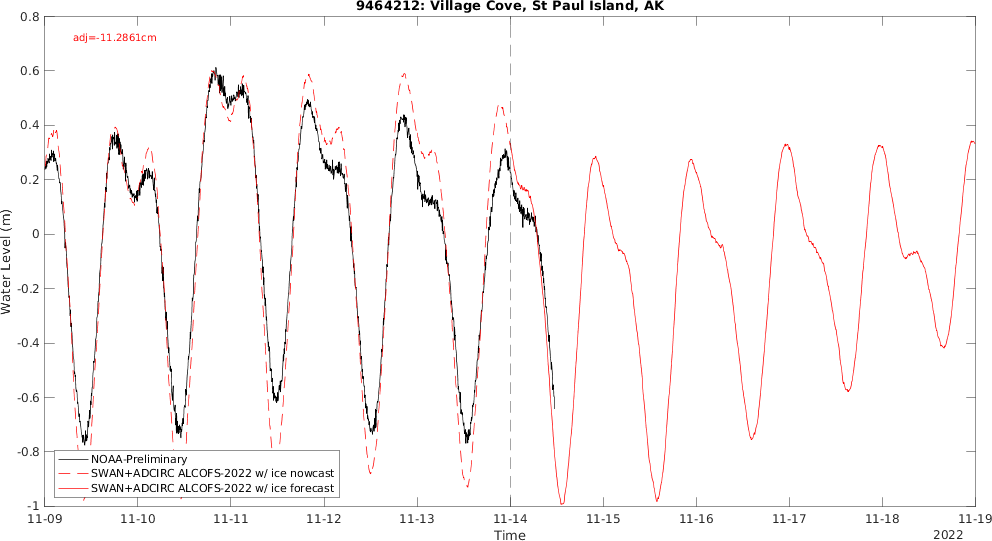 9464212: Village Cove, St Paul Island, AK
adj=-11.2861cm
0.8
0.6
0.4
0.2
0
-0.2
-0.4
-0.6
-0.8
-1
Water Level (m)
NOAA-Preliminary
SWAN+ADCIRC ALCOFS-2022 w/ ice nowcast
SWAN+ADCIRC ALCOFS-2022 w/ ice forecast
11-09 11-10 11-11 11-12 11-13 11-14 11-15 11-16 11-17 11-18 11-19
Time
2022